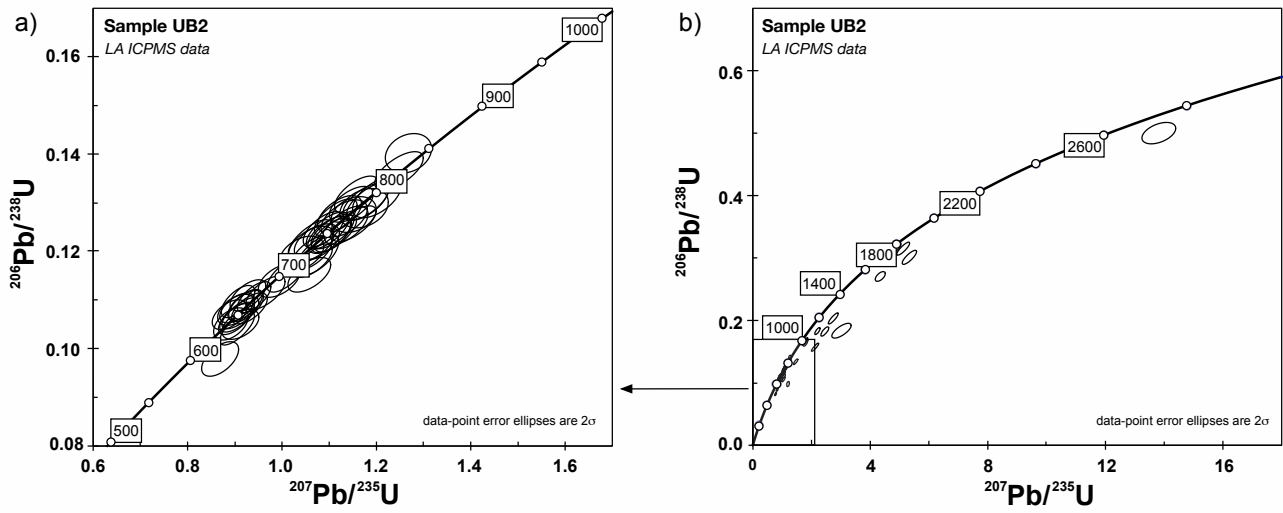 a)
Sample UB2
LA ICPMS data
0.16
0.14
0.12
0.10
0.08
²⁰⁶Pb/²³⁸U
1000
900
800
700
600
500
data-point error ellipses are 2σ
0.6
0.8
1.0
1.2
1.4
1.6
²⁰⁷Pb/²³⁵U
b)
Sample UB2
LA ICPMS data
0.6
0.4
0.2
0.0
²⁰⁶Pb/²³⁸U
2600
2200
1800
1400
1000
data-point error ellipses are 2σ
0
4
8
12
16
²⁰⁷Pb/²³⁵U